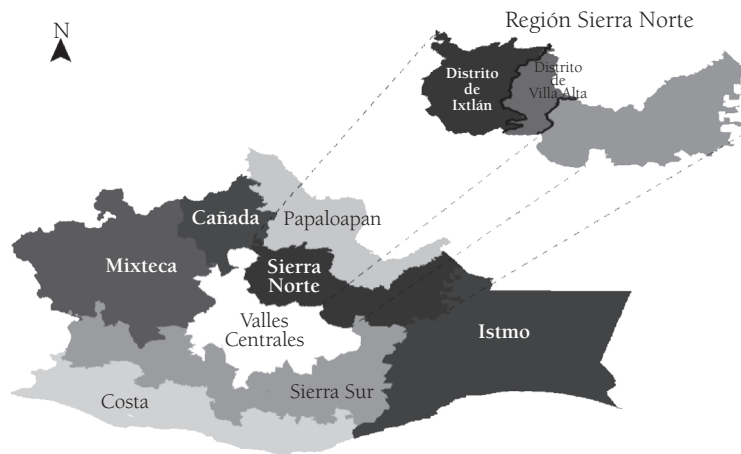 N
Región Sierra Norte
Distrito
de
Ixtlán
Distrito
de
Villa Alta
Cañada
Papaloapan
Mixteca
Sierra
Norte
Valles
Centrales
Istmo
Costa
Sierra Sur